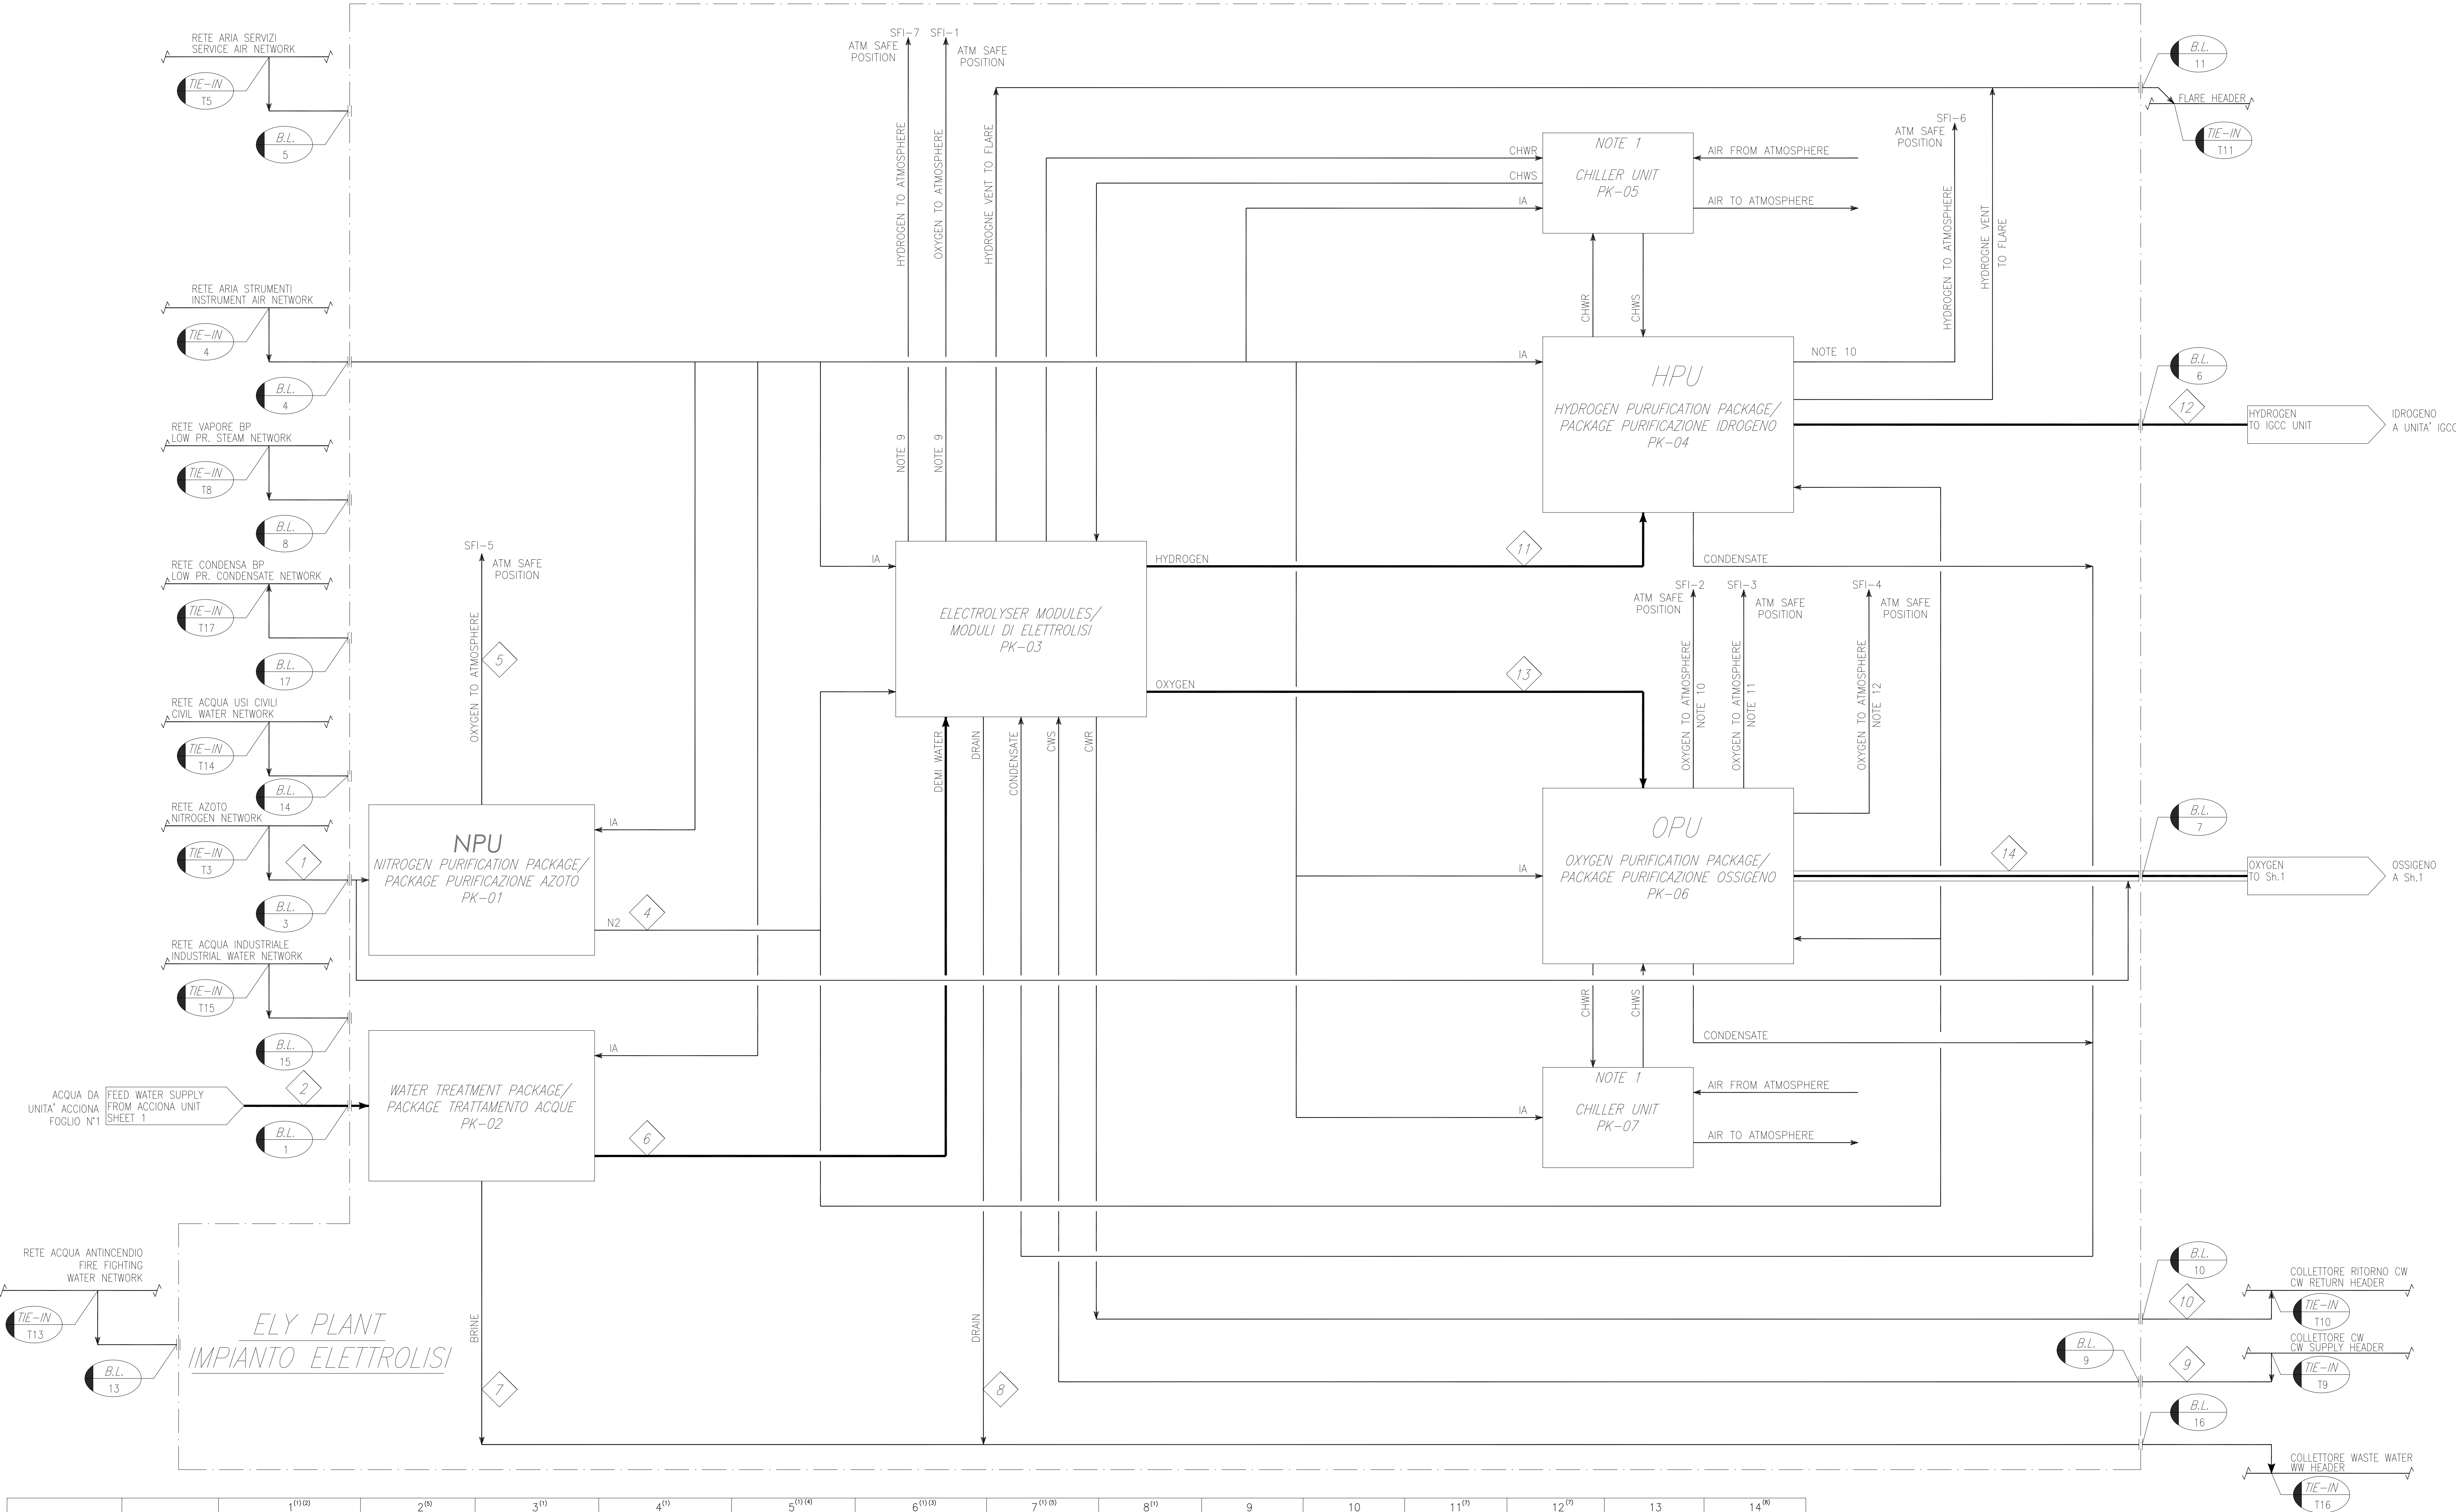 RETE ARIA SERVIZI
SERVICE AIR NETWORK
TIE-IN
T5
B.L.
5
RETE ARIA STRUMENTI
INSTRUMENT AIR NETWORK
TIE-IN
4
B.L.
4
RETE VAPORE BP
LOW PR. STEAM NETWORK
TIE-IN
T8
B.L.
8
RETE CONDENSA BP
LOW PR. CONDENSATE NETWORK
TIE-IN
T17
B.L.
17
RETE ACQUA USI CIVILI
CIVIL WATER NETWORK
TIE-IN
T14
B.L.
14
RETE AZOTO
NITROGEN NETWORK
TIE-IN
T3
1
B.L.
3
RETE ACQUA INDUSTRIALE
INDUSTRIAL WATER NETWORK
TIE-IN
T15
B.L.
15
ACQUA DA
UNITA' ACCIONA
FOGLIO N°1
FEED WATER SUPPLY
FROM ACCIONA UNIT
SHEET 1
2
B.L.
1
RETE ACQUA ANTINCENDIO
FIRE FIGHTING
WATER NETWORK
TIE-IN
T13
B.L.
13
ELY PLANT
IMPIANTO ELETTROLISI
SFI-5
ATM SAFE
POSITION
OXYGEN TO ATMOSPHERE
5
NPU
NITROGEN PURIFICATION PACKAGE/
PACKAGE PURIFICAZIONE AZOTO
PK-01
IA
N2
4
WATER TREATMENT PACKAGE/
PACKAGE TRATTAMENTO ACQUE
PK-02
IA
6
BRINE
7
SFI-7
ATM SAFE
POSITION
SFI-1
ATM SAFE
POSITION
HYDROGEN TO ATMOSPHERE
OXYGEN TO ATMOSPHERE
HYDROGNE VENT TO FLARE
NOTE 9
NOTE 9
IA
ELECTROLYSER MODULES/
MODULI DI ELETTROLISI
PK-03
HYDROGEN
11
OXYGEN
13
DEMI WATER
DRAIN
CONDENSATE
CWS
CWR
DRAIN
8
CHWR
CHWS
IA
NOTE 1
CHILLER UNIT
PK-05
AIR FROM ATMOSPHERE
AIR TO ATMOSPHERE
CHWR
CHWS
IA
HPU
HYDROGEN PURUFICATION PACKAGE/
PACKAGE PURIFICAZIONE IDROGENO
PK-04
NOTE 10
SFI-6
ATM SAFE
POSITION
HYDROGEN TO ATMOSPHERE
HYDROGNE VENT
TO FLARE
CONDENSATE
SFI-2
ATM SAFE
POSITION
SFI-3
ATM SAFE
POSITION
SFI-4
ATM SAFE
POSITION
OXYGEN TO ATMOSPHERE
NOTE 10
OXYGEN TO ATMOSPHERE
NOTE 11
OXYGEN TO ATMOSPHERE
NOTE 12
IA
OPU
OXYGEN PURIFICATION PACKAGE/
PACKAGE PURIFICAZIONE OSSIGENO
PK-06
14
CHWR
CHWS
CONDENSATE
IA
NOTE 1
CHILLER UNIT
PK-07
AIR FROM ATMOSPHERE
AIR TO ATMOSPHERE
B.L.
11
FLARE HEADER
TIE-IN
T11
B.L.
6
12
HYDROGEN
TO IGCC UNIT
IDROGENO
A UNITA' IGCC
B.L.
7
OXYGEN
TO Sh.1
OSSIGENO
A Sh.1
B.L.
10
10
COLLETTORE RITORNO CW
CW RETURN HEADER
TIE-IN
T10
B.L.
9
9
COLLETTORE CW
CW SUPPLY HEADER
TIE-IN
T9
B.L.
16
COLLETTORE WASTE WATER
WW HEADER
TIE-IN
T16
1(1)(2) 2(5) 3(1) 4(1) 5(1)(4) 6(1)(3) 7(1)(5) 8(1) 9 10 11(7) 12(7) 13 14(8)